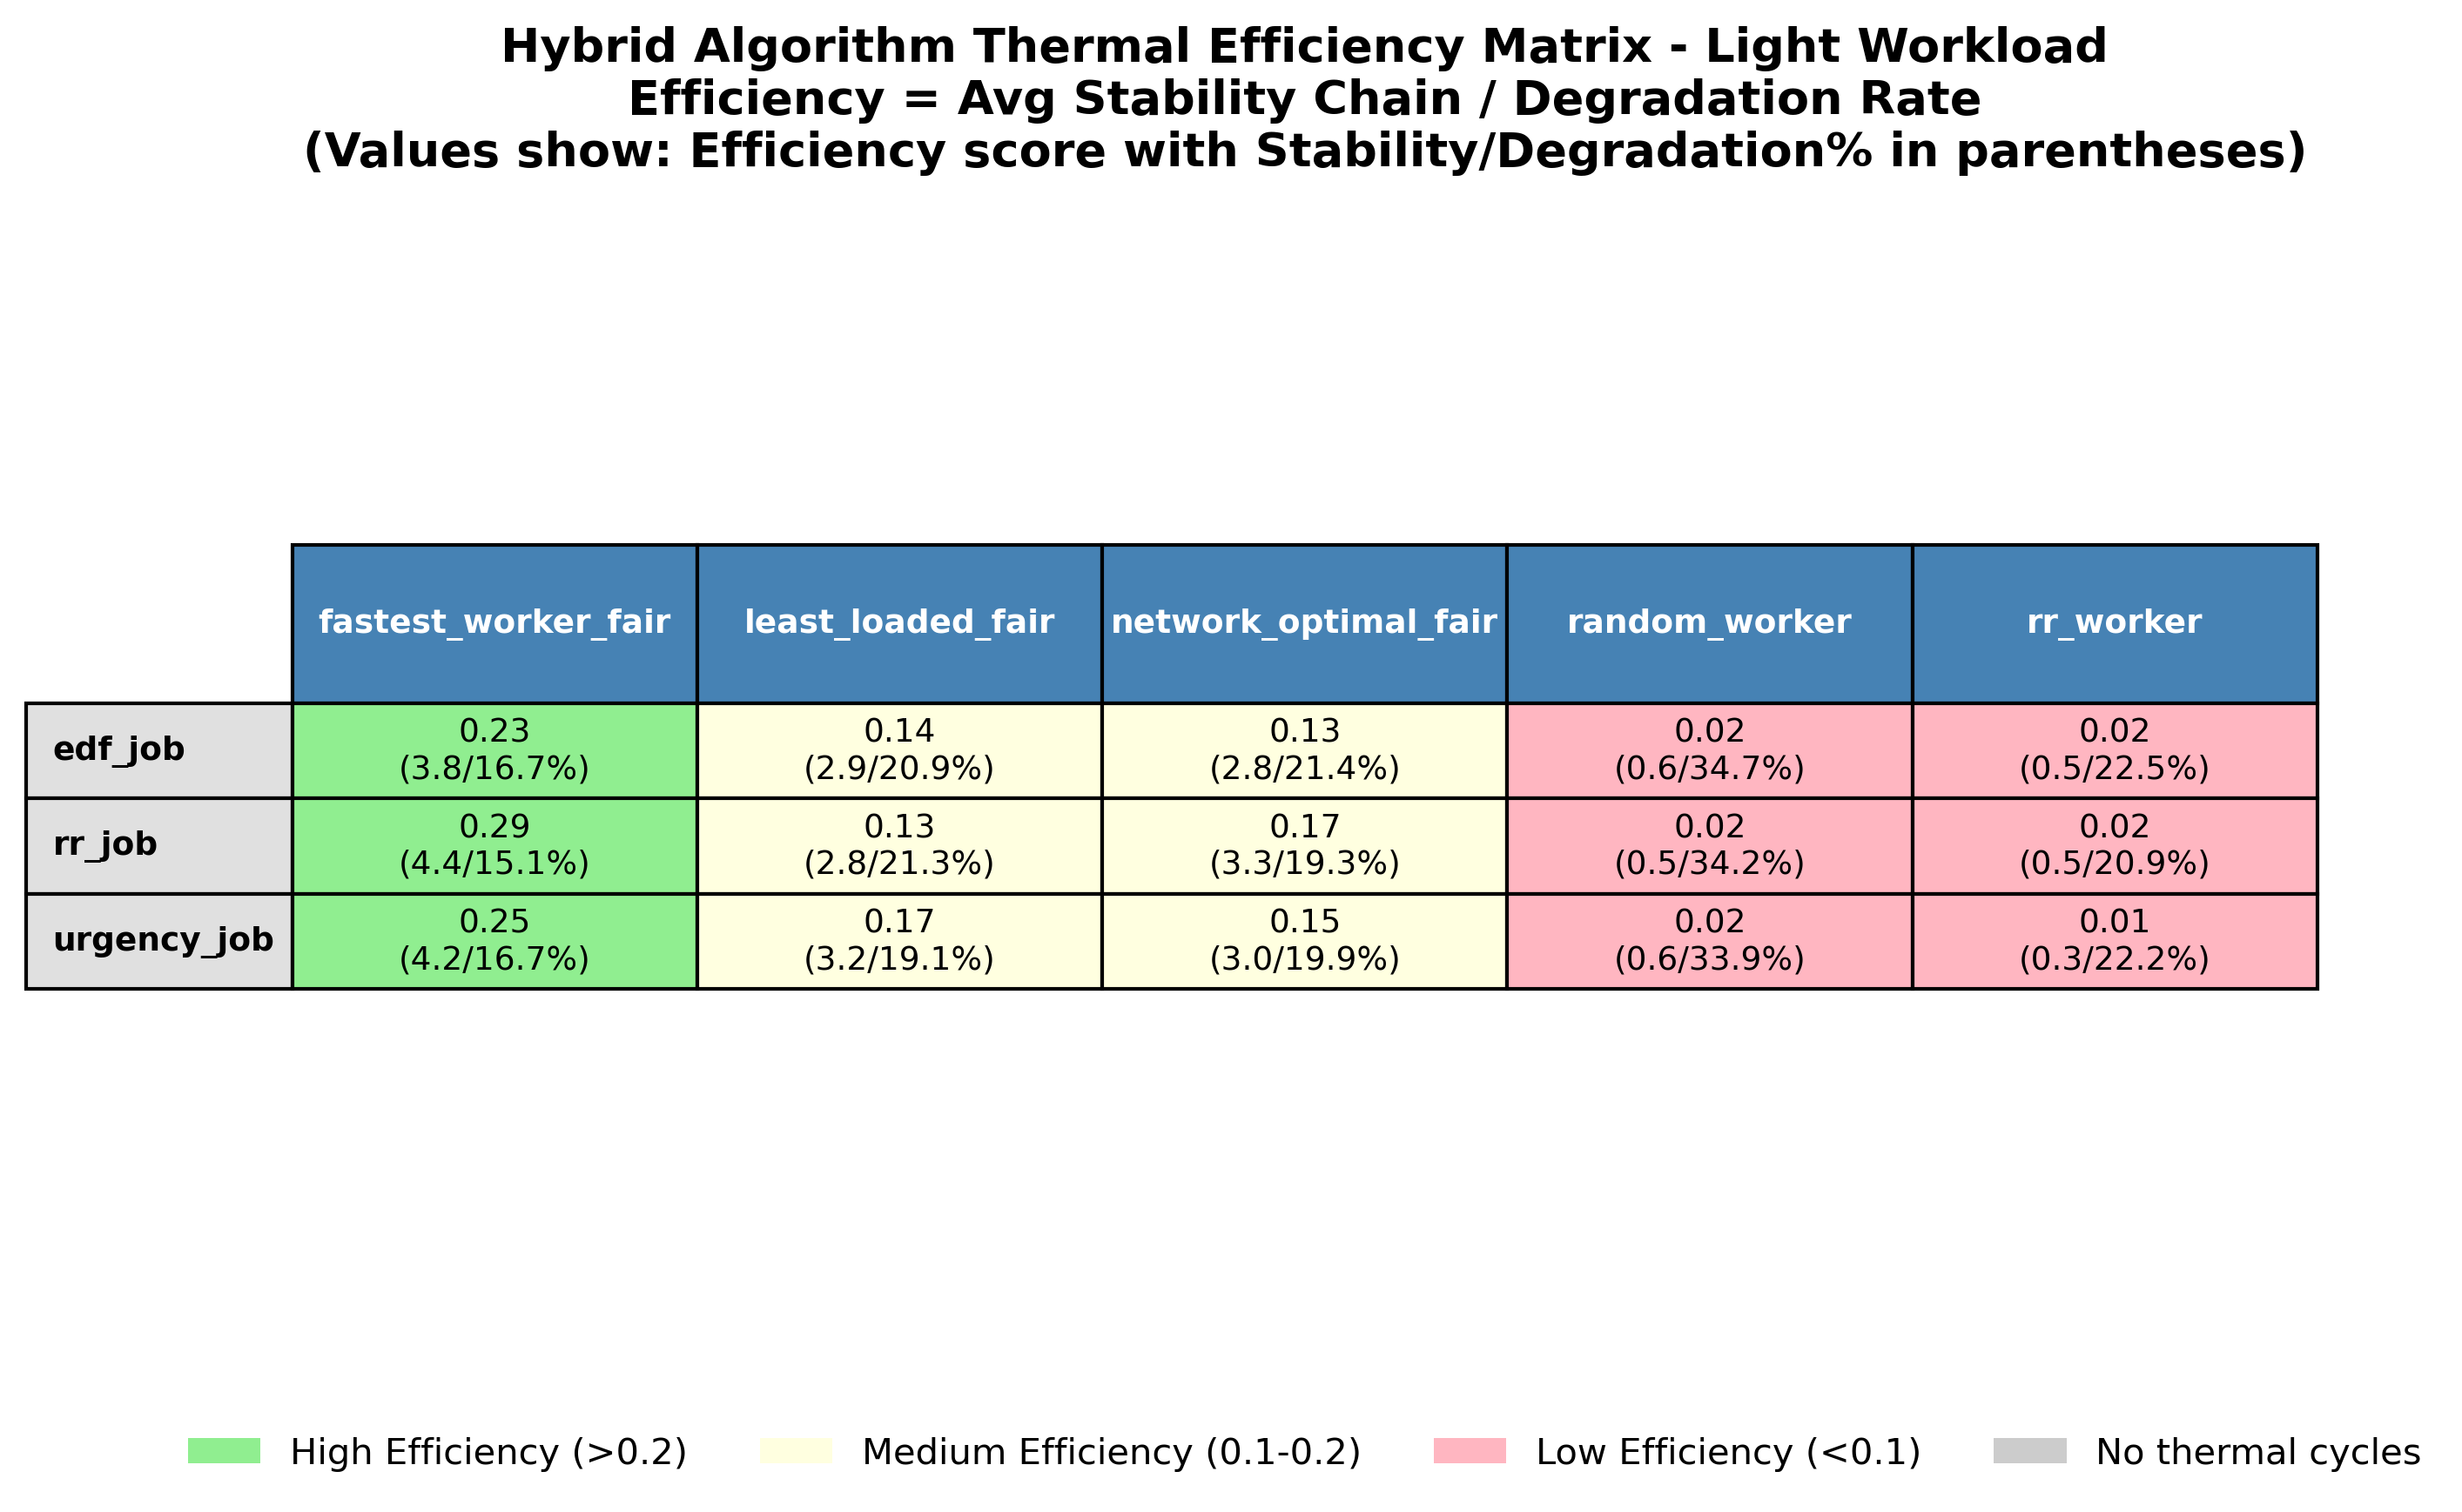 Hybrid Algorithm Thermal Efficiency Matrix - Light Workload
Efficiency = Avg Stability Chain / Degradation Rate
(Values show: Efficiency score with Stability/Degradation% in parentheses)
fastest_worker_fair least_loaded_fair network_optimal_fair random_worker rr_worker
edf_job 0.23 0.14 0.13 0.02 0.02
(3.8/16.7%) (2.9/20.9%) (2.8/21.4%) (0.6/34.7%) (0.5/22.5%)
rr_job 0.29 0.13 0.17 0.02 0.02
(4.4/15.1%) (2.8/21.3%) (3.3/19.3%) (0.5/34.2%) (0.5/20.9%)
urgency_job 0.25 0.17 0.15 0.02 0.01
(4.2/16.7%) (3.2/19.1%) (3.0/19.9%) (0.6/33.9%) (0.3/22.2%)
High Efficiency (>0.2) Medium Efficiency (0.1-0.2) Low Efficiency (<0.1) No thermal cycles